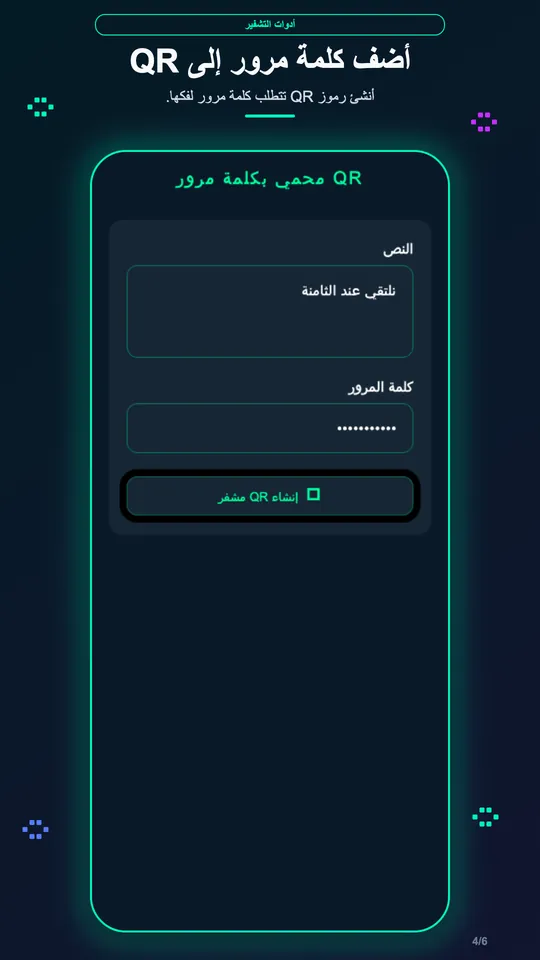 أدوات التشفير
أضف كلمة مرور إلى QR
أنشئ رموز QR تتطلب كلمة مرور لفكها.
QR محمي بكلمة مرور
النص
نلتقي عند الثامنة
كلمة المرور
•••••••••••
إنشاء QR مشفر
4/6